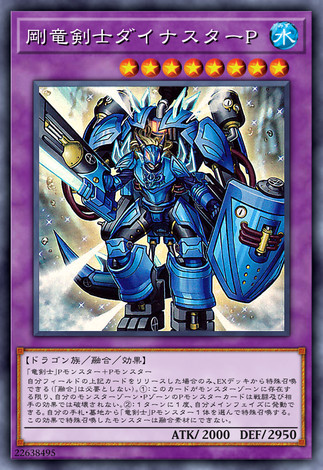 剛竜剣士ダイナスターP
水
【ドラゴン族／融合／効果】
「竜剣士」Pモンスター＋Pモンスター
自分フィールドの上記カードをリリースした場合のみ、EXデッキから特殊召喚
できる(「融合」は必要としない)。①：このカードがモンスターゾーンに存在す
る限り、自分のモンスターゾーン・PゾーンのPモンスターカードは戦闘及び相
手の効果では破壊されない。②：１ターンに１度、自分メインフェイズに発動で
きる。自分の手札・墓地から「竜剣士」Pモンスター１体を選んで特殊召喚する。
この効果で特殊召喚したモンスターは融合素材にできない。
ATK/ 2000 DEF/2950
22638495